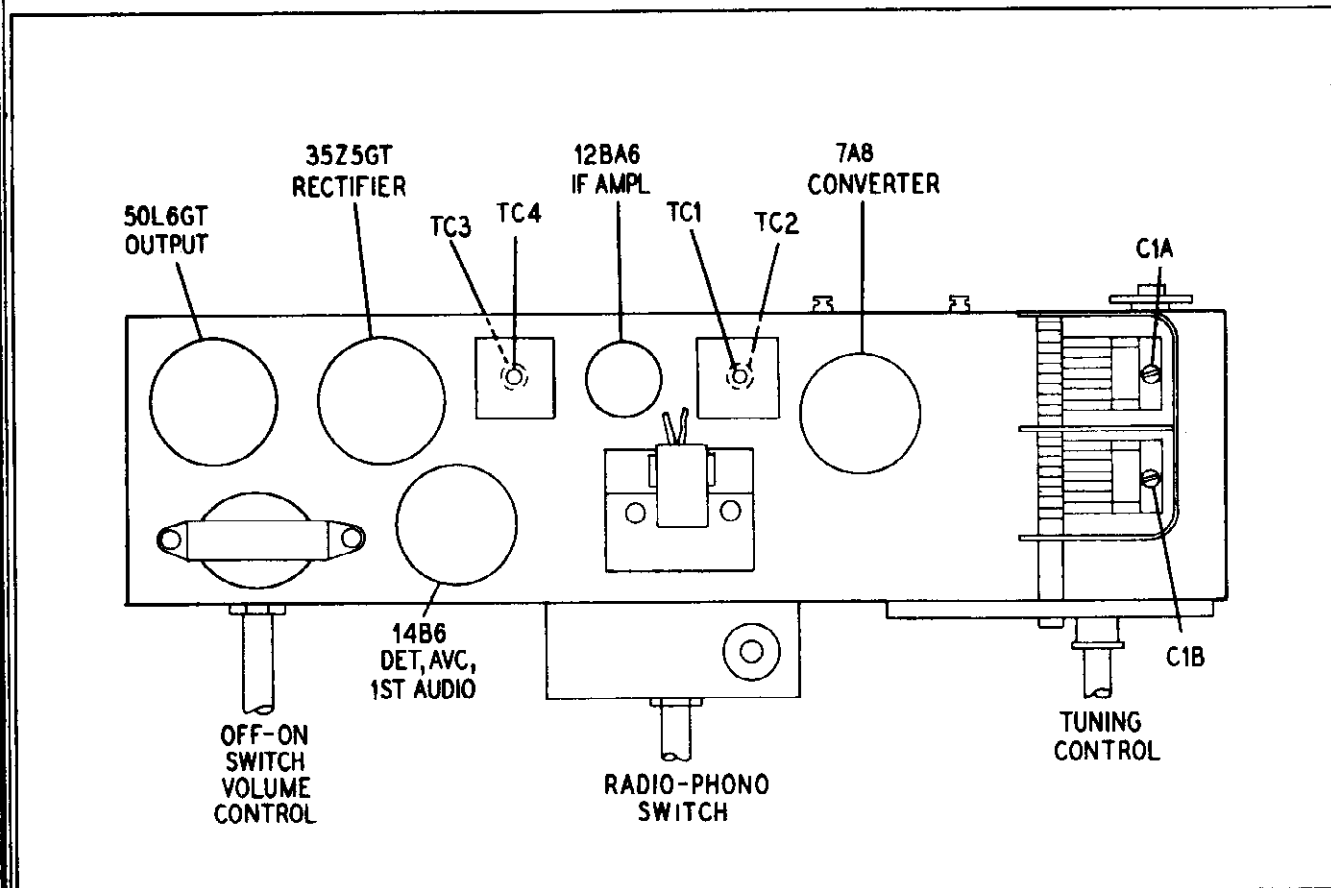 35Z5GT
RECTIFIER
12BA6
IF AMPL
7A8
CONVERTER
50L6GT
OUTPUT
TC3
TC4
TC1
TC2
C1A
14B6
DET, AVC,
1ST AUDIO
C1B
OFF-ON
SWITCH
VOLUME
CONTROL
RADIO-PHONO
SWITCH
TUNING
CONTROL